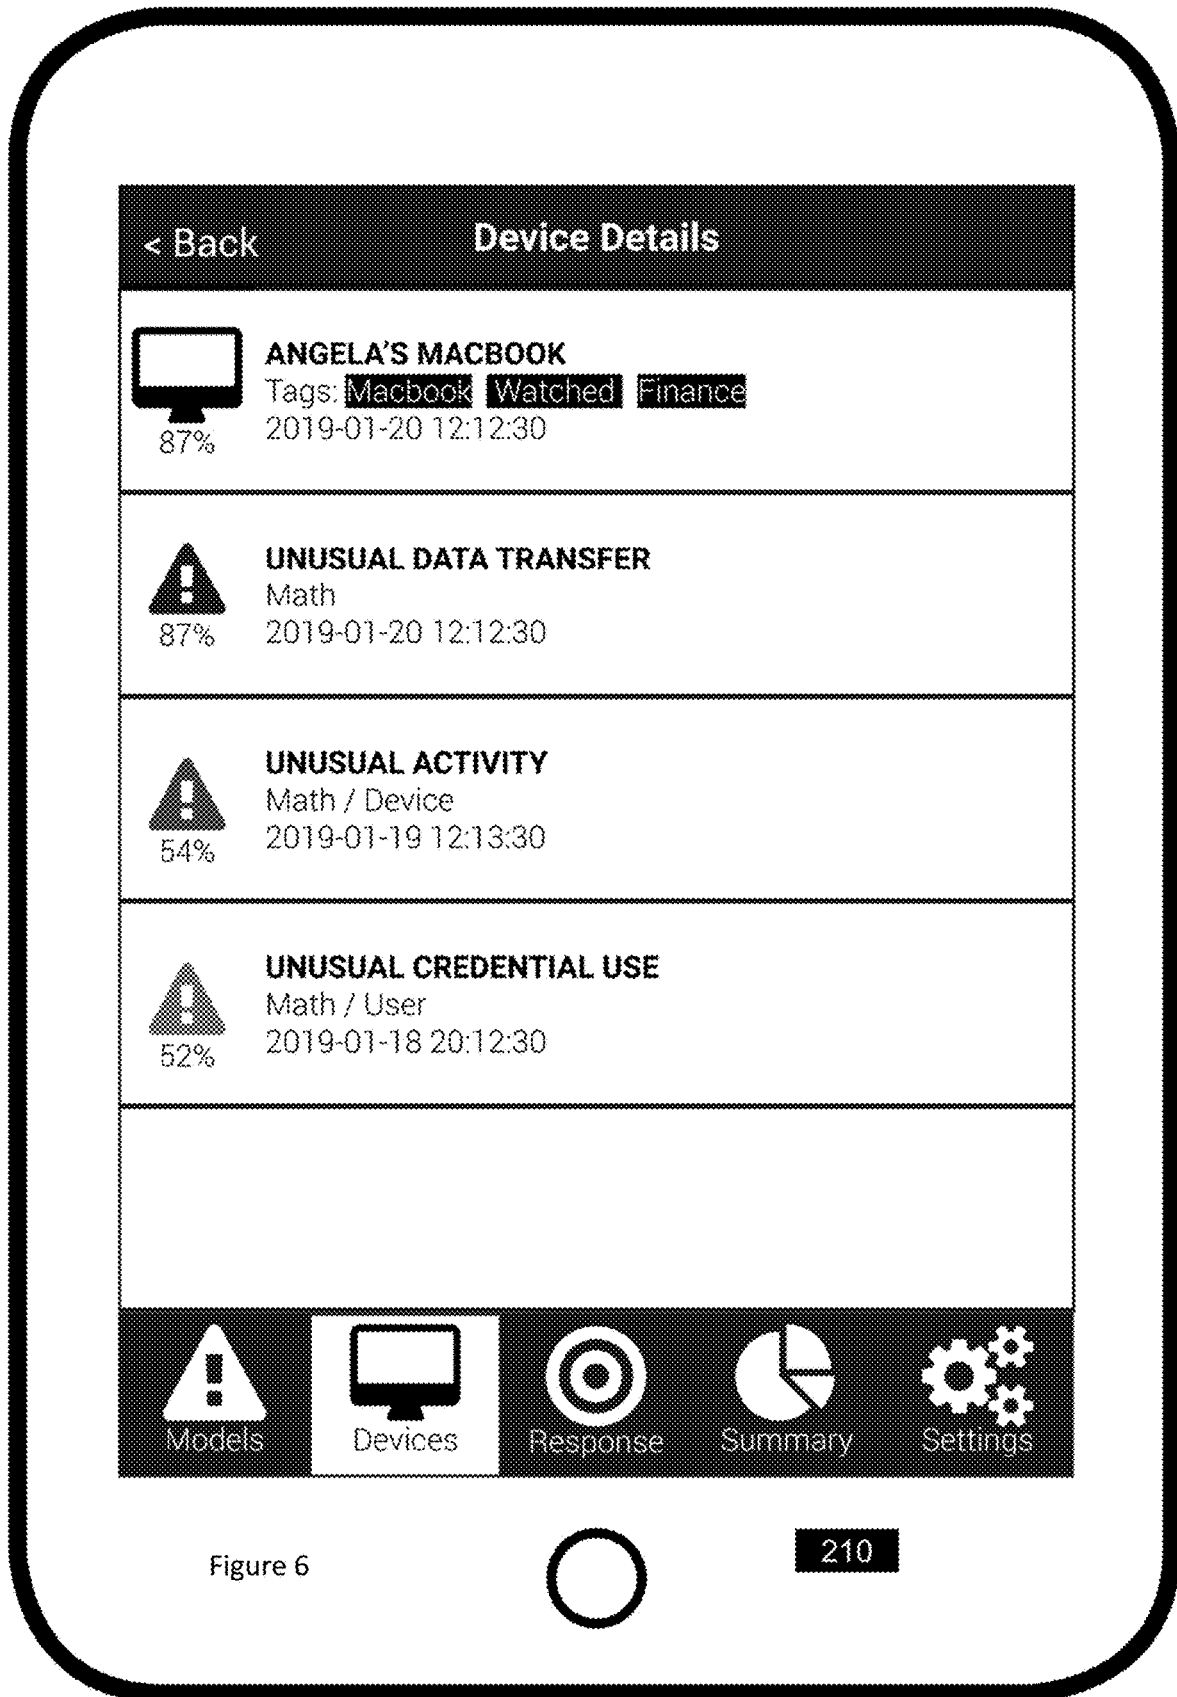 < Back Device Details
ANGELA'S MACBOOK
Tags: Macbook Watched Finance
2019-01-20 12:12:30
87%
UNUSUAL DATA TRANSFER
Math
2019-01-20 12:12:30
87%
UNUSUAL ACTIVITY
Math / Device
2019-01-19 12:13:30
54%
UNUSUAL CREDENTIAL USE
Math / User
2019-01-18 20:12:30
52%
Models Devices Response Summary Settings
Figure 6
210